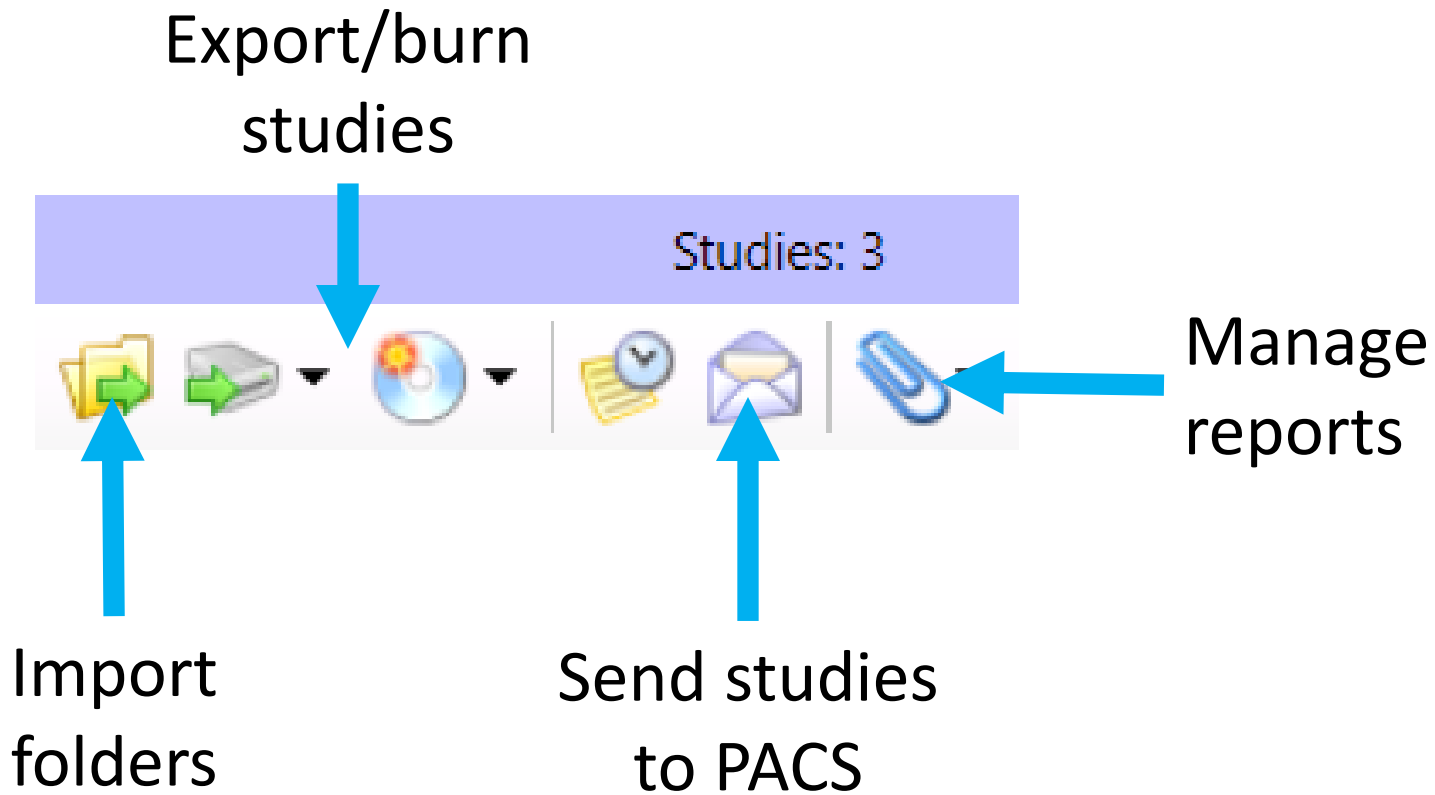 Export/burn
studies
Studies: 3
Manage
reports
Import
folders
Send studies
to PACS